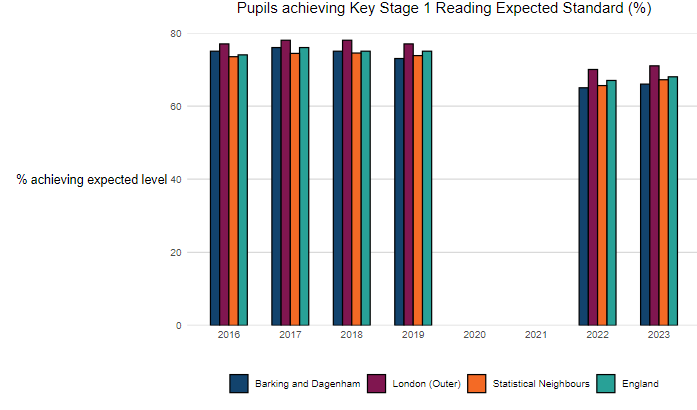 Pupils achieving Key Stage 1 Reading Expected Standard (%)
80
60
% achieving expected level 40
20
0
2016 2017 2018 2019 2020 2021 2022 2023
Barking and Dagenham London (Outer) Statistical Neighbours England